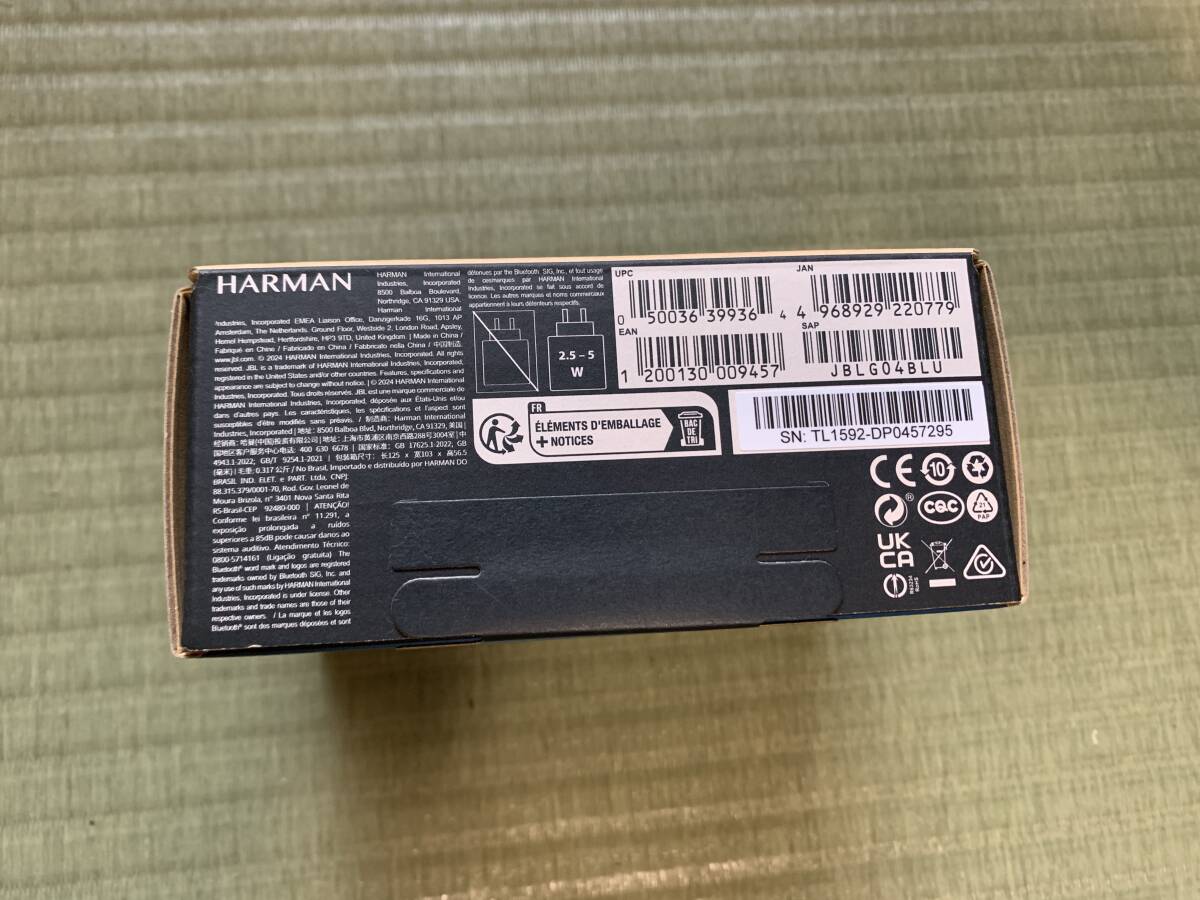 HARMAN
HARMAN International
Industries, Incorporated
8500 Balboa Boulevard,
Northridge, CA 91329 USA.
Harman International
Industries, Incorporated EMEA Liaison Office, Danzigerkade 16G, 1013 AP
Amsterdam, The Netherlands. Ground Floor, Westside 2, London Road, Apsley,
Hemel Hempstead, Hertfordshire, HP3 9TD, United Kingdom. | Made in China /
Fabriqué en Chine / Fabricado en China / Fabbricato nella China / 中国制造
www.jbl.com. © 2024 HARMAN International Industries, Incorporated. All rights
reserved. JBL is a trademark of HARMAN International Industries, Incorporated,
registered in the United States and/or other countries. Features, specifications and
appearance are subject to change without notice. | © 2024 HARMAN International
Industries, Incorporated. Tous droits réservés. JBL est une marque commerciale de
HARMAN International Industries, Incorporated, déposée aux États-Unis et/ou
dans d'autres pays. Les caractéristiques, les spécifications et l'aspect sont
susceptibles d'être modifiés sans préavis. / 制造商: Harman International
Industries, Incorporated | 地址: 8500 Balboa Blvd, Northridge, CA 91329, 美国 |
经销商: 哈曼(中国)投资有限公司 | 地址: 上海市黄浦区南京西路288号3004室 | 中
国地区客户服务中心电话: 400 630 6678 | 国家标准: GB 17625.1-2022, GB
4943.1-2022; GB/T 9254.1-2021 | 包装箱尺寸: 长125 x 宽103 x 高56.5
(毫米) | 毛重: 0.317 公斤 / No Brasil, Importado e distribuído por HARMAN DO
BRASIL IND. ELET. e PART. Ltda, CNPJ:
88.315.379/0001-70, Rod. Gov. Leonel de
Moura Brizola, n° 3401 Nova Santa Rita
RS-Brasil-CEP 92480-000 | ATENÇÃO!
Conforme lei brasileira n° 11.291, a
exposição prolongada a ruídos
superiores a 85dB pode causar danos ao
sistema auditivo. Atendimento Técnico:
0800-5714161 (Ligação gratuita) The
Bluetooth® word mark and logos are registered
trademarks owned by Bluetooth SIG, Inc. and
any use of such marks by HARMAN International
Industries, Incorporated is under license. Other
trademarks and trade names are those of their
respective owners. / La marque et les logos
Bluetooth® sont des marques déposées et sont
détenues par the Bluetooth SIG, Inc., et tout usage
de cesmarques par HARMAN International
Industries, Incorporated se fait sous accord de
licence. Les autres marques et noms commerciaux
appartiennent à leurs détenteurs respectifs.
2.5 – 5
W
UPC
0 50036 39936 4
JAN
4 968929 220779
EAN
1 200130 009457
SAP
JBLGO4BLU
FR
ÉLÉMENTS D'EMBALLAGE
+ NOTICES
BAC
DE
TRI
SN: TL1592-DP0457295
CE
10
®
CQC
21
PAP
UK
CA
R63234
RoHS